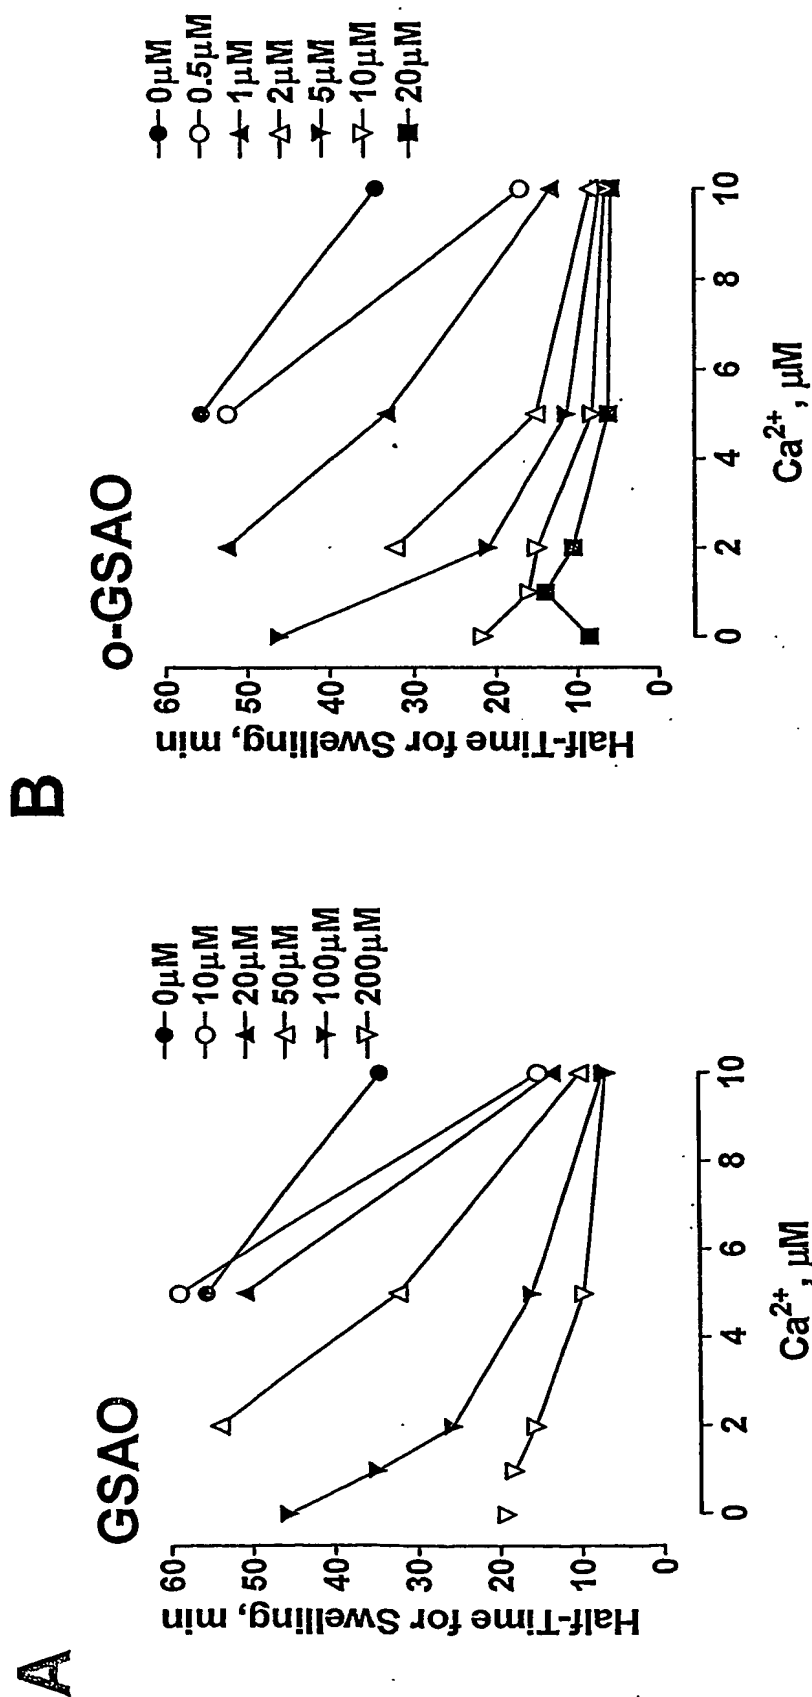 A
GSAO
Half-Time for Swelling, min
60
50
40
30
20
10
0
0
2
4
6
8
10
Ca²⁺, μM
0μM
10μM
20μM
50μM
100μM
200μM
B
o-GSAO
Half-Time for Swelling, min
60
50
40
30
20
10
0
0
2
4
6
8
10
Ca²⁺, μM
0μM
0.5μM
1μM
2μM
5μM
10μM
20μM